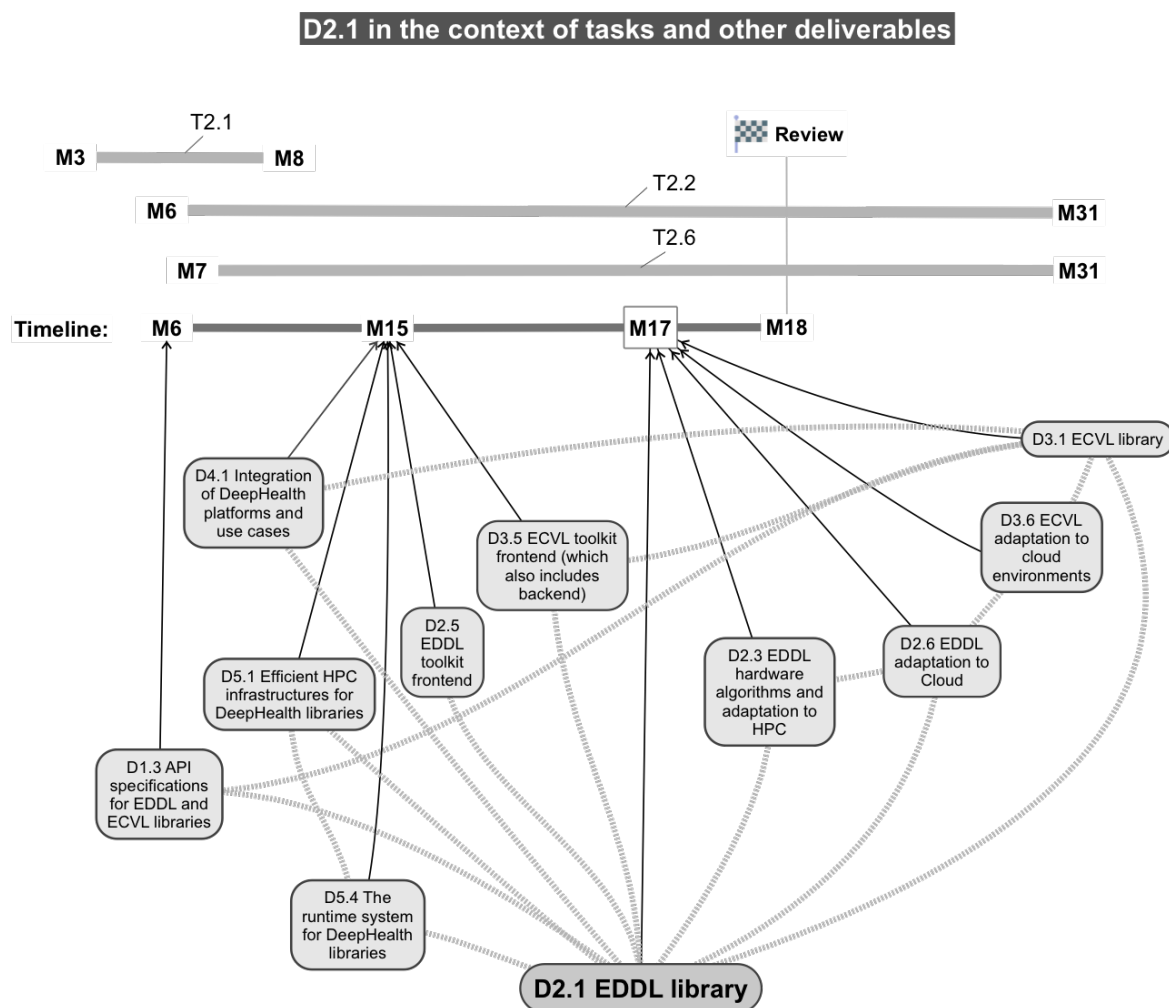 D2.1 in the context of tasks and other deliverables
T2.1
M3
M8
Review
T2.2
M6
M31
T2.6
M7
M31
Timeline:
M6
M15
M17
M18
D3.1 ECVL library
D4.1 Integration
of DeepHealth
platforms and
use cases
D3.5 ECVL toolkit
frontend (which
also includes
backend)
D3.6 ECVL
adaptation to
cloud
environments
D2.5
EDDL
toolkit
frontend
D2.3 EDDL
hardware
algorithms and
adaptation to
HPC
D2.6 EDDL
adaptation to
Cloud
D5.1 Efficient HPC
infrastructures for
DeepHealth libraries
D1.3 API
specifications
for EDDL and
ECVL libraries
D5.4 The
runtime system
for DeepHealth
libraries
D2.1 EDDL library